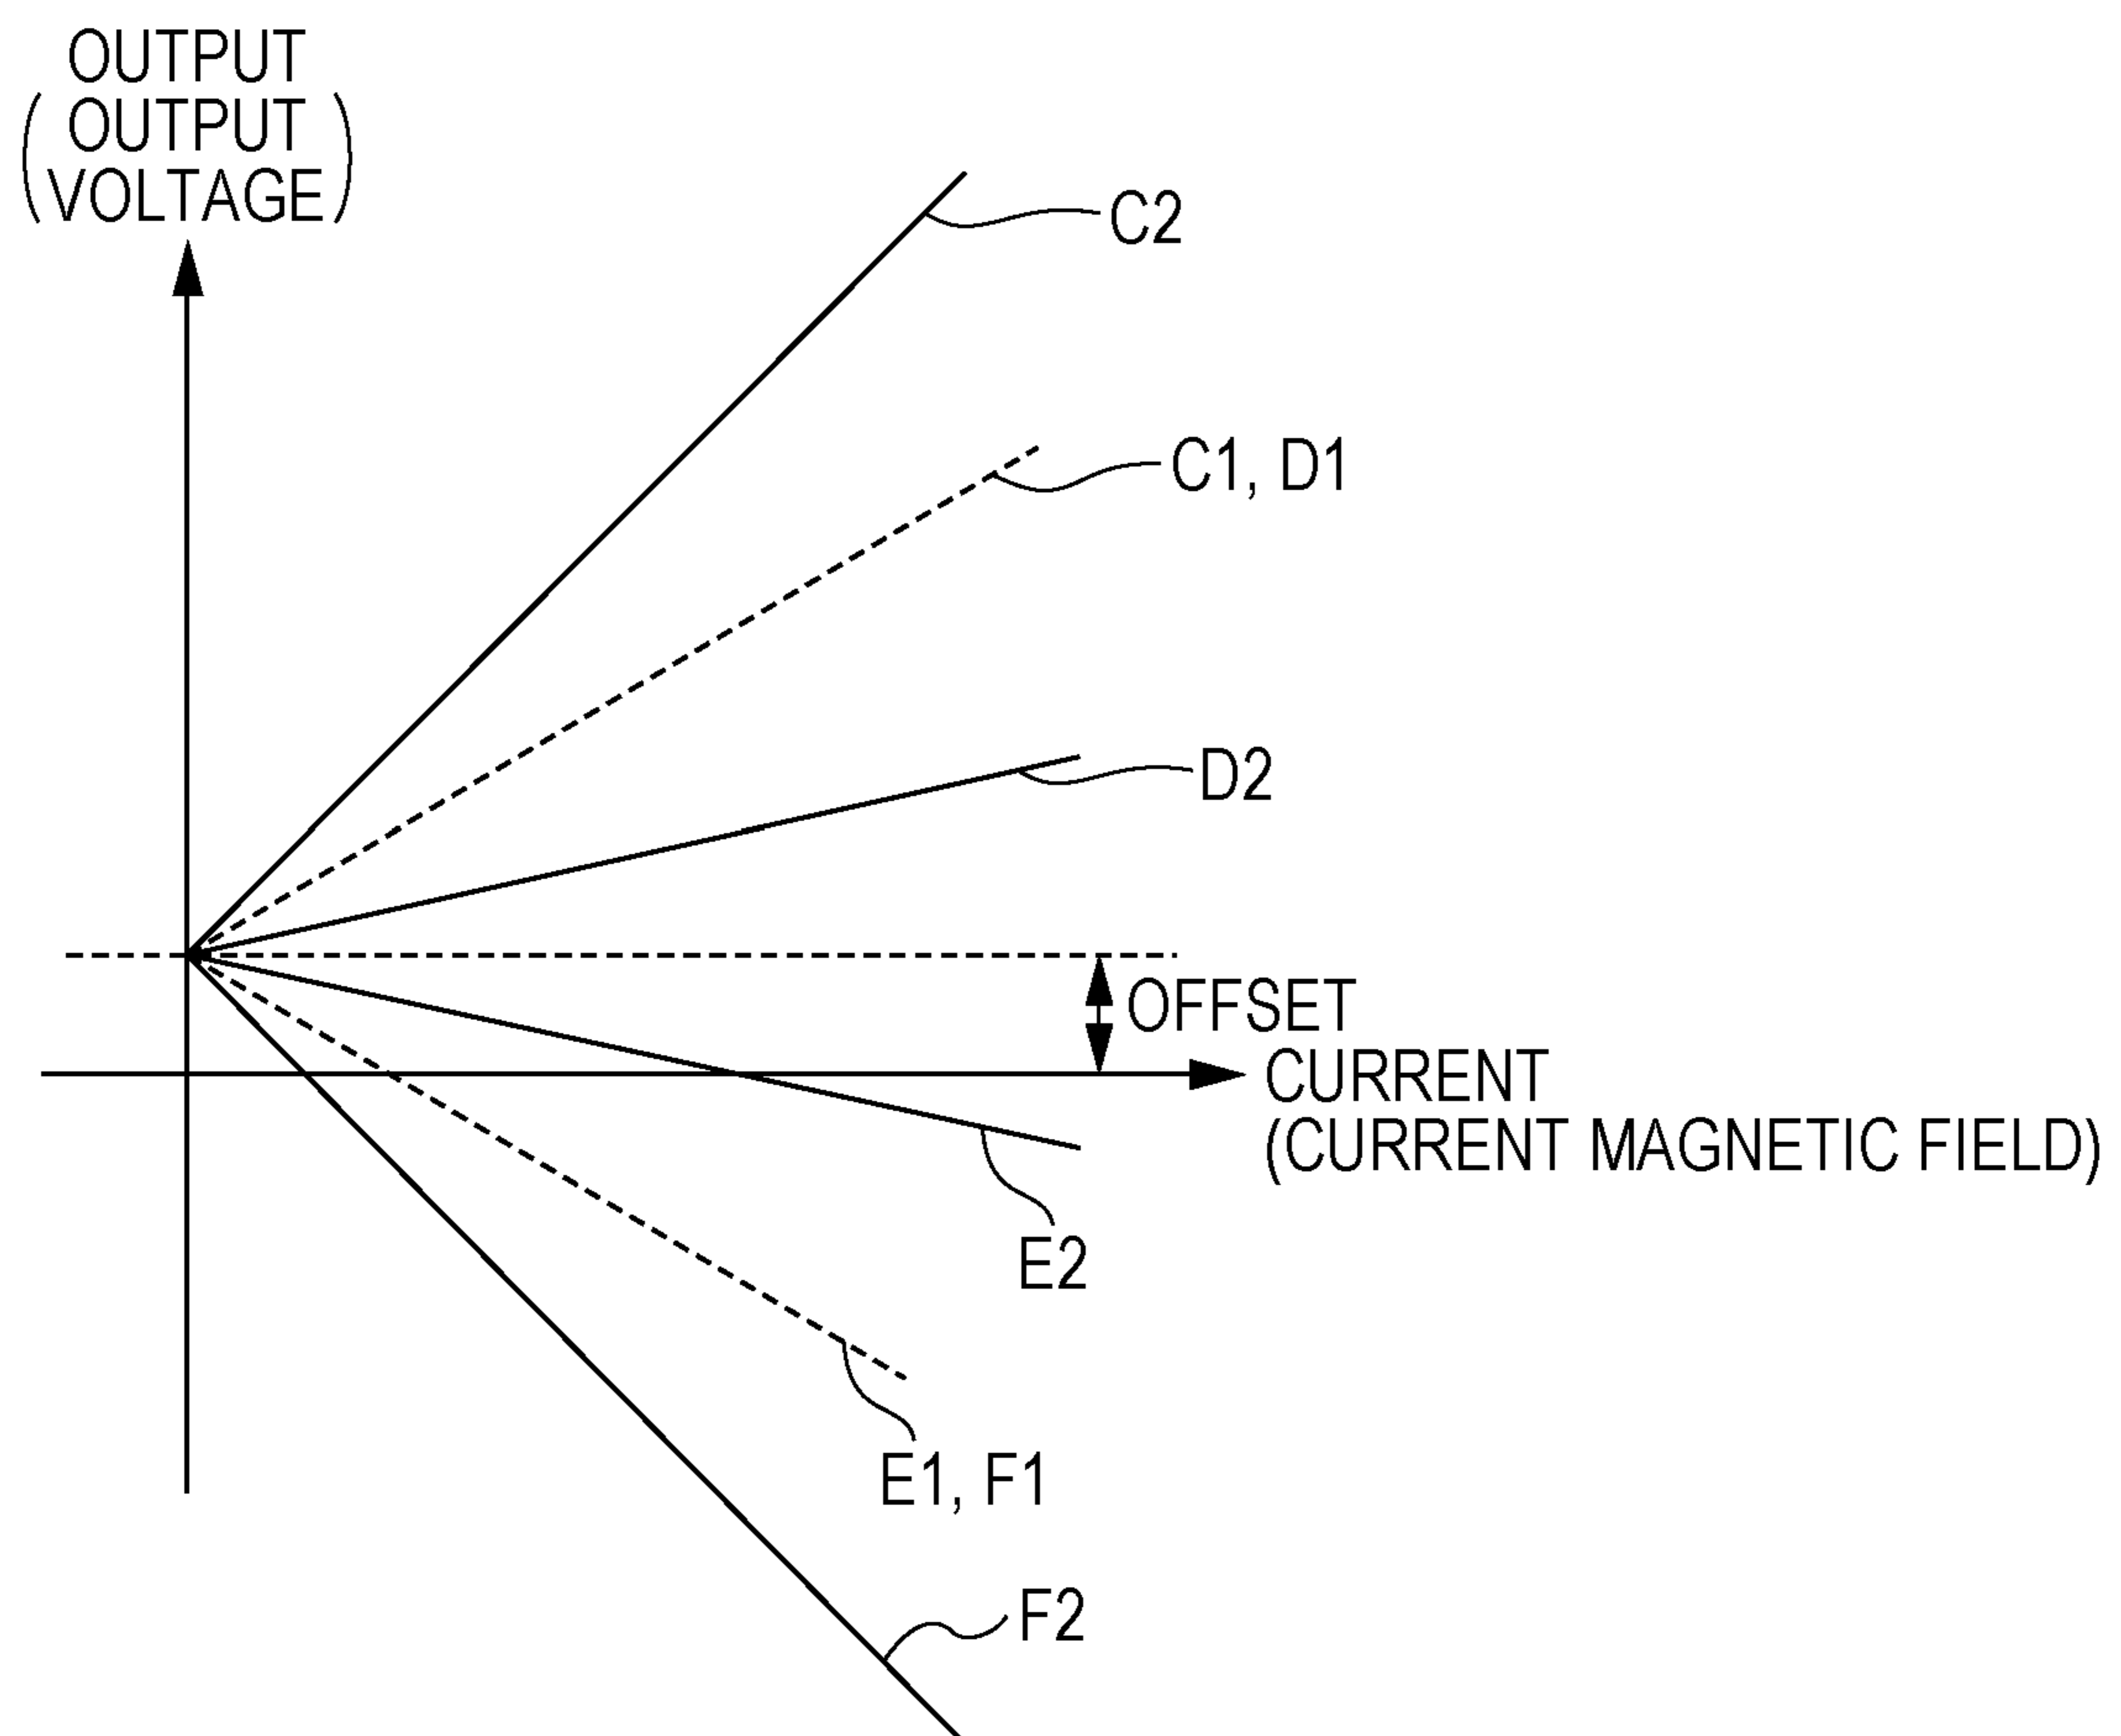 OUTPUT
(OUTPUT
VOLTAGE)
C2
C1, D1
D2
OFFSET
CURRENT
(CURRENT MAGNETIC FIELD)
E2
E1, F1
F2